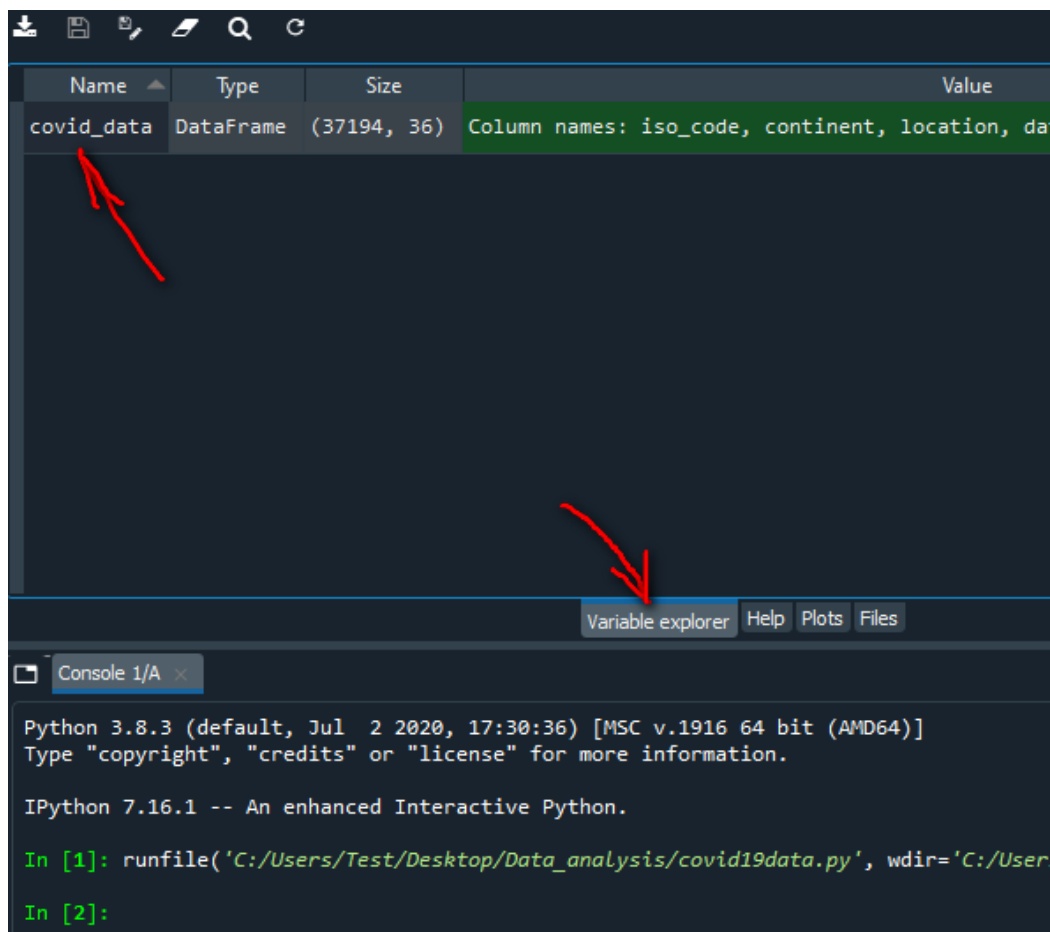 Name Type Size Value
covid_data DataFrame (37194, 36) Column names: iso_code, continent, location, da
Variable explorer Help Plots Files
Console 1/A
Python 3.8.3 (default, Jul  2 2020, 17:30:36) [MSC v.1916 64 bit (AMD64)]
Type "copyright", "credits" or "license" for more information.
IPython 7.16.1 -- An enhanced Interactive Python.
In [1]: runfile('C:/Users/Test/Desktop/Data_analysis/covid19data.py', wdir='C:/User
In [2]: